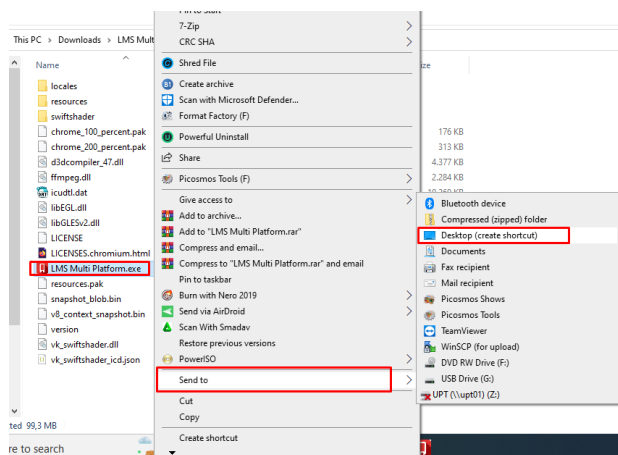 7-Zip
CRC SHA
This PC > Downloads > LMS Mult
Name
Shred File
locales
Create archive
resources
Scan with Microsoft Defender...
swiftshader
Format Factory (F)
chrome_100_percent.pak
176 KB
chrome_200_percent.pak
Powerful Uninstall
313 KB
d3dcompiler_47.dll
Share
4.377 KB
ffmpeg.dll
2.284 KB
icudtl.dat
Picosmos Tools (F)
libEGL.dll
Give access to
Bluetooth device
libGLESv2.dll
Add to archive...
Compressed (zipped) folder
LICENSE
Add to "LMS Multi Platform.rar"
Desktop (create shortcut)
LICENSES.chromium.html
Compress and email...
Documents
LMS Multi Platform.exe
Compress to "LMS Multi Platform.rar" and email
Fax recipient
resources.pak
Pin to taskbar
Mail recipient
snapshot_blob.bin
Burn with Nero 2019
Picosmos Shows
v8_context_snapshot.bin
Send via AirDroid
Picosmos Tools
version
Scan With Smadav
TeamViewer
vk_swiftshader.dll
Restore previous versions
WinSCP (for upload)
vk_swiftshader_icd.json
PowerISO
DVD RW Drive (F:)
Send to
USB Drive (G:)
Cut
UPT (\\upt01) (Z:)
Copy
ted 99,3 MB
Create shortcut
re to search